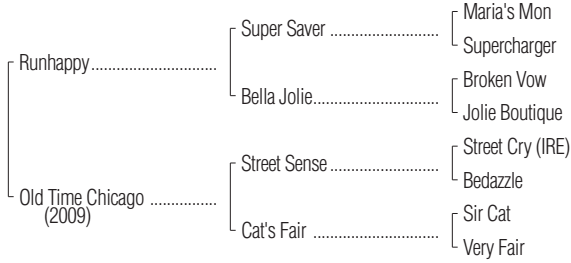 Maria's Mon
Super Saver
Supercharger
Runhappy
Broken Vow
Bella Jolie
Jolie Boutique
Street Cry (IRE)
Street Sense
Bedazzle
Old Time Chicago
(2009)
Sir Cat
Cat's Fair
Very Fair